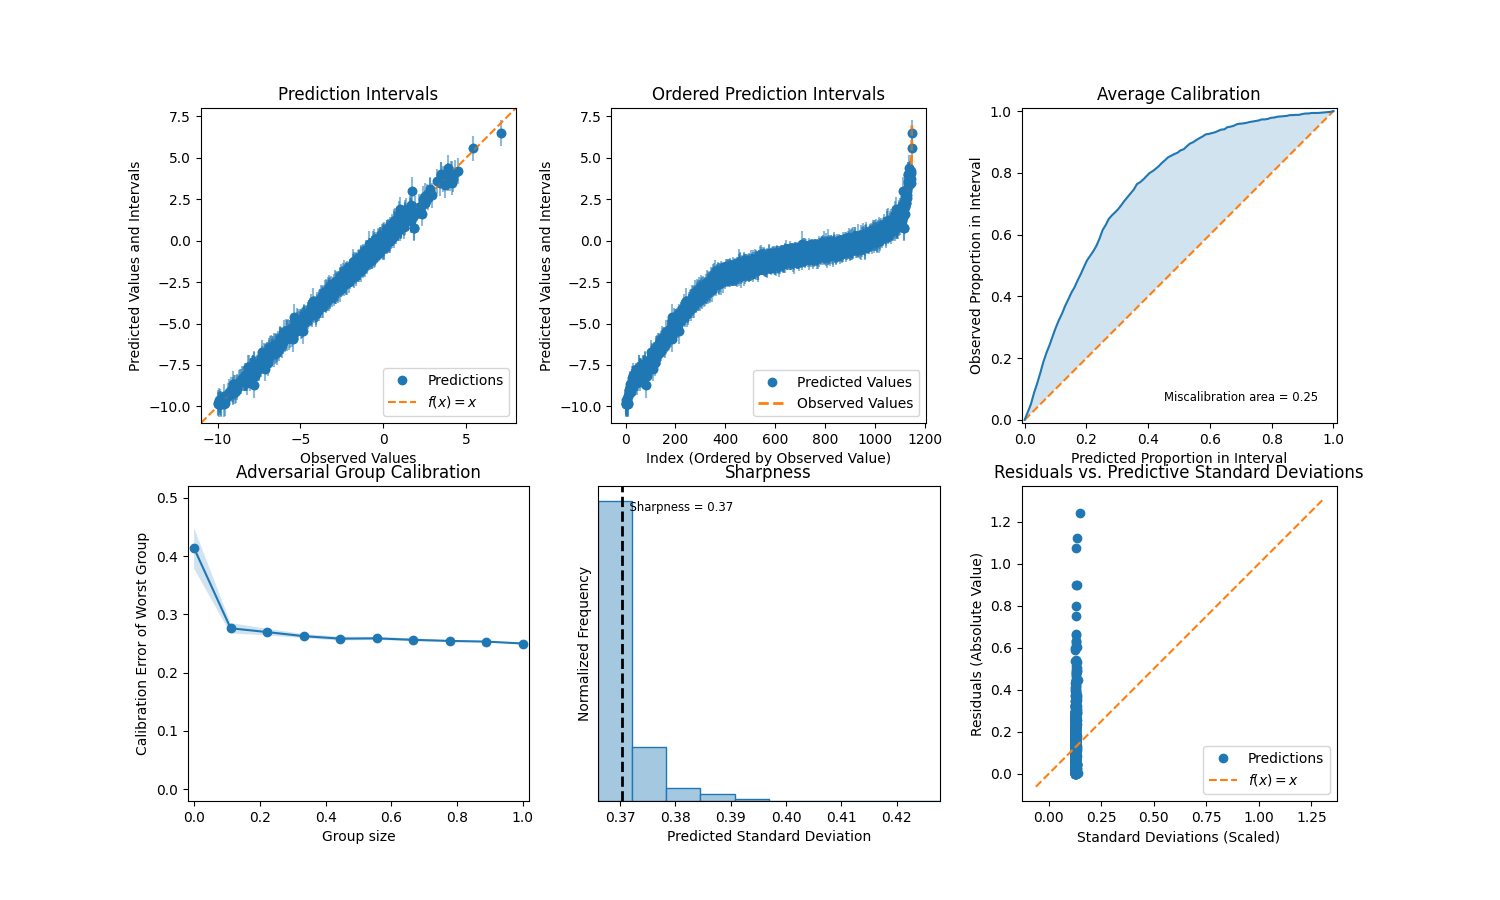 Prediction Intervals
Predicted Values and Intervals
7.5
5.0
2.5
0.0
−2.5
−5.0
−7.5
−10.0
Predictions
f(x) = x
−10
−5
0
5
Observed Values
Ordered Prediction Intervals
Predicted Values and Intervals
7.5
5.0
2.5
0.0
−2.5
−5.0
−7.5
−10.0
Predicted Values
Observed Values
0
200
400
600
800
1000
1200
Index (Ordered by Observed Value)
Average Calibration
Observed Proportion in Interval
1.0
0.8
0.6
0.4
0.2
0.0
Miscalibration area = 0.25
0.0
0.2
0.4
0.6
0.8
1.0
Predicted Proportion in Interval
Adversarial Group Calibration
Calibration Error of Worst Group
0.5
0.4
0.3
0.2
0.1
0.0
0.0
0.2
0.4
0.6
0.8
1.0
Group size
Sharpness
Normalized Frequency
Sharpness = 0.37
0.37
0.38
0.39
0.40
0.41
0.42
Predicted Standard Deviation
Residuals vs. Predictive Standard Deviations
Residuals (Absolute Value)
1.2
1.0
0.8
0.6
0.4
0.2
0.0
Predictions
f(x) = x
0.00
0.25
0.50
0.75
1.00
1.25
Standard Deviations (Scaled)